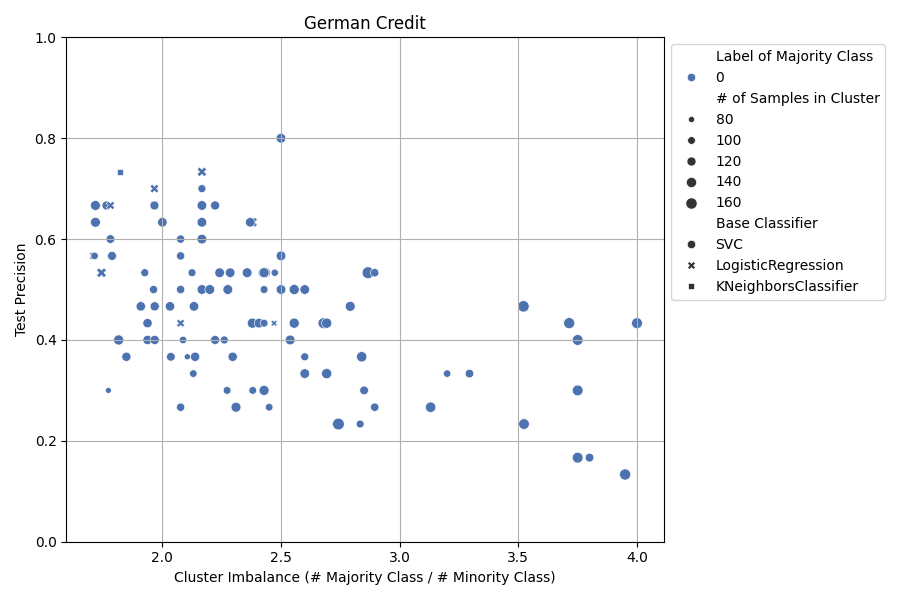 German Credit
Test Precision
1.0
0.8
0.6
0.4
0.2
0.0
2.0
2.5
3.0
3.5
4.0
Cluster Imbalance (# Majority Class / # Minority Class)
Label of Majority Class
0
# of Samples in Cluster
80
100
120
140
160
Base Classifier
SVC
LogisticRegression
KNeighborsClassifier